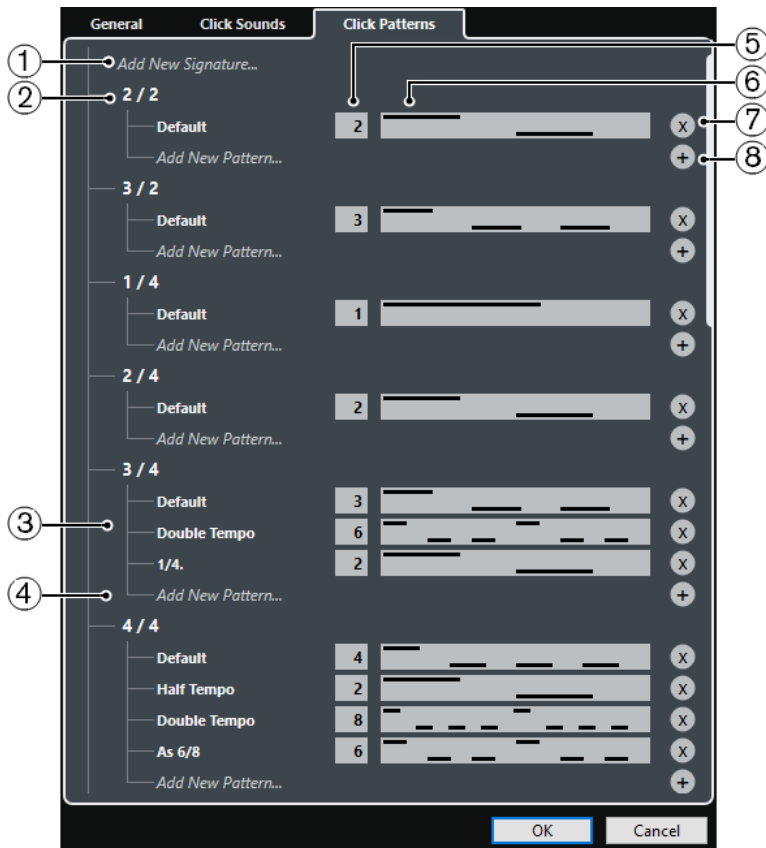 General Click Sounds Click Patterns
⑤
① Add New Signature... ⑥
② 2 / 2
Default 2 X ⑦
Add New Pattern... + ⑧
3 / 2
Default 3 X
Add New Pattern... +
1 / 4
Default 1 X
Add New Pattern... +
2 / 4
Default 2 X
Add New Pattern... +
3 / 4
Default 3 X
③ Double Tempo 6 X
1/4. 2 X
④ Add New Pattern... +
4 / 4
Default 4 X
Half Tempo 2 X
Double Tempo 8 X
As 6/8 6 X
Add New Pattern... +
OK Cancel